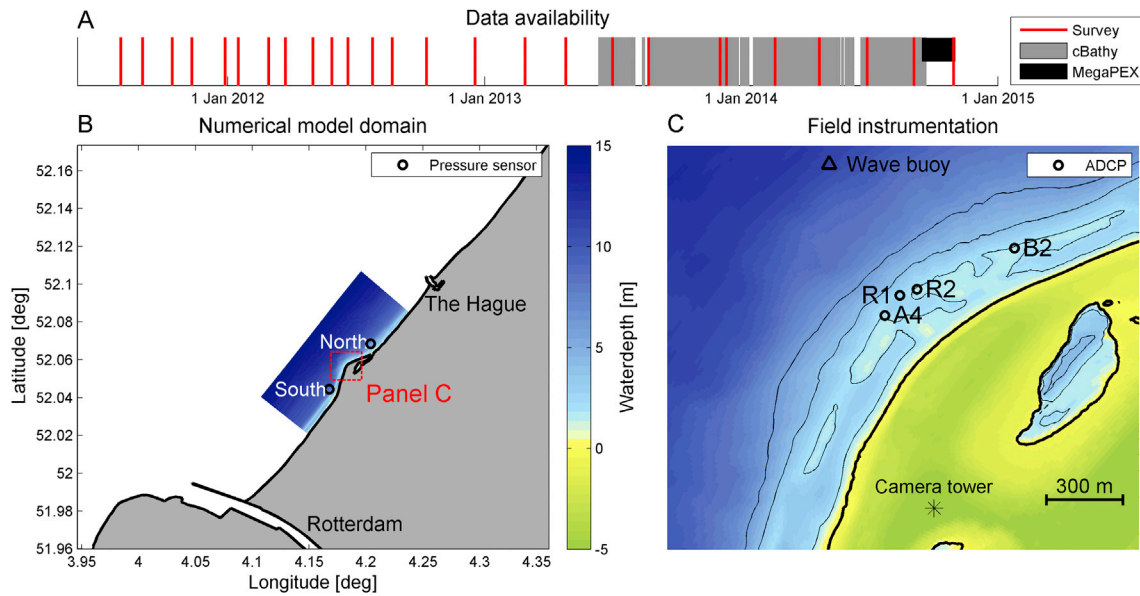 A
Data availability
Survey
cBathy
MegaPEX
1 Jan 2012
1 Jan 2013
1 Jan 2014
1 Jan 2015
B
Numerical model domain
Pressure sensor
52.16
52.14
52.12
52.1
52.08
52.06
52.04
52.02
52
51.98
51.96
Latitude [deg]
The Hague
North
South
Panel C
Rotterdam
3.95
4
4.05
4.1
4.15
4.2
4.25
4.3
4.35
Longitude [deg]
15
10
5
0
-5
Waterdepth [m]
C
Field instrumentation
Wave buoy
ADCP
B2
R2
R1
A4
Camera tower
300 m